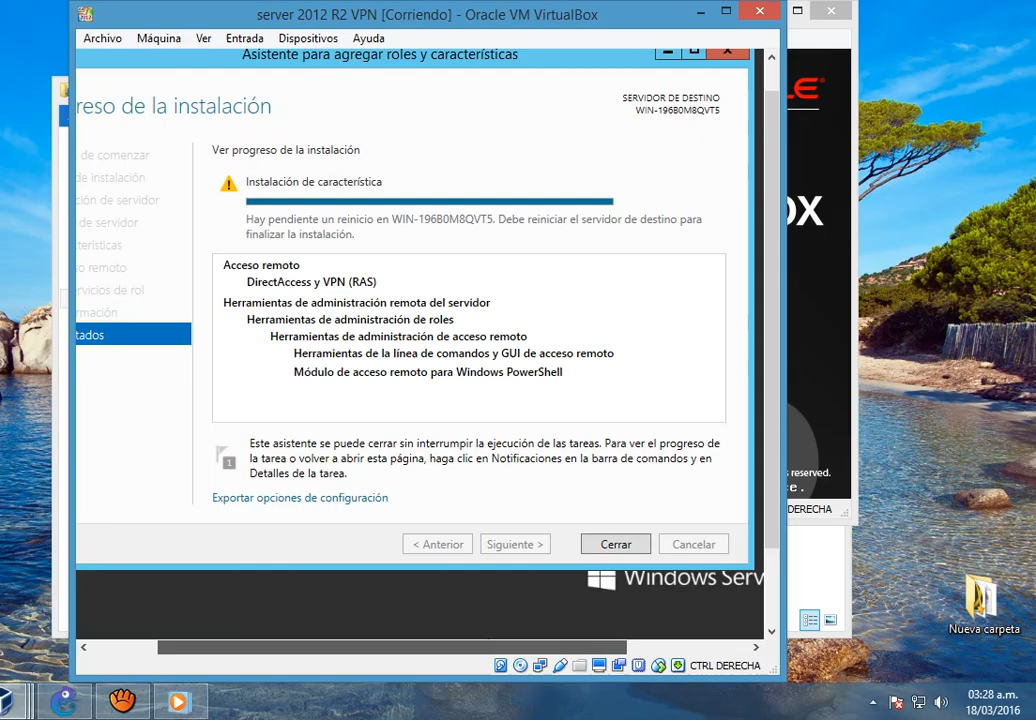 server 2012 R2 VPN [Corriendo] - Oracle VM VirtualBox
Archivo Máquina Ver Entrada Dispositivos Ayuda
Asistente para agregar roles y características
reso de la instalación
SERVIDOR DE DESTINO
WIN-196B0M8QVT5
de comenzar
de instalación
ción de servidor
de servidor
cterísticas
so remoto
ervicios de rol
rmación
tados
Ver progreso de la instalación
Instalación de característica
Hay pendiente un reinicio en WIN-196B0M8QVT5. Debe reiniciar el servidor de destino para
finalizar la instalación.
Acceso remoto
DirectAccess y VPN (RAS)
Herramientas de administración remota del servidor
Herramientas de administración de roles
Herramientas de administración de acceso remoto
Herramientas de la línea de comandos y GUI de acceso remoto
Módulo de acceso remoto para Windows PowerShell
1
Este asistente se puede cerrar sin interrumpir la ejecución de las tareas. Para ver el progreso de
la tarea o volver a abrir esta página, haga clic en Notificaciones en la barra de comandos y en
Detalles de la tarea.
Exportar opciones de configuración
< Anterior Siguiente > Cerrar Cancelar
Windows Serv
CTRL DERECHA
LE®
OX
s reserved.
ce.
DERECHA
Nueva carpeta
03:28 a.m.
18/03/2016